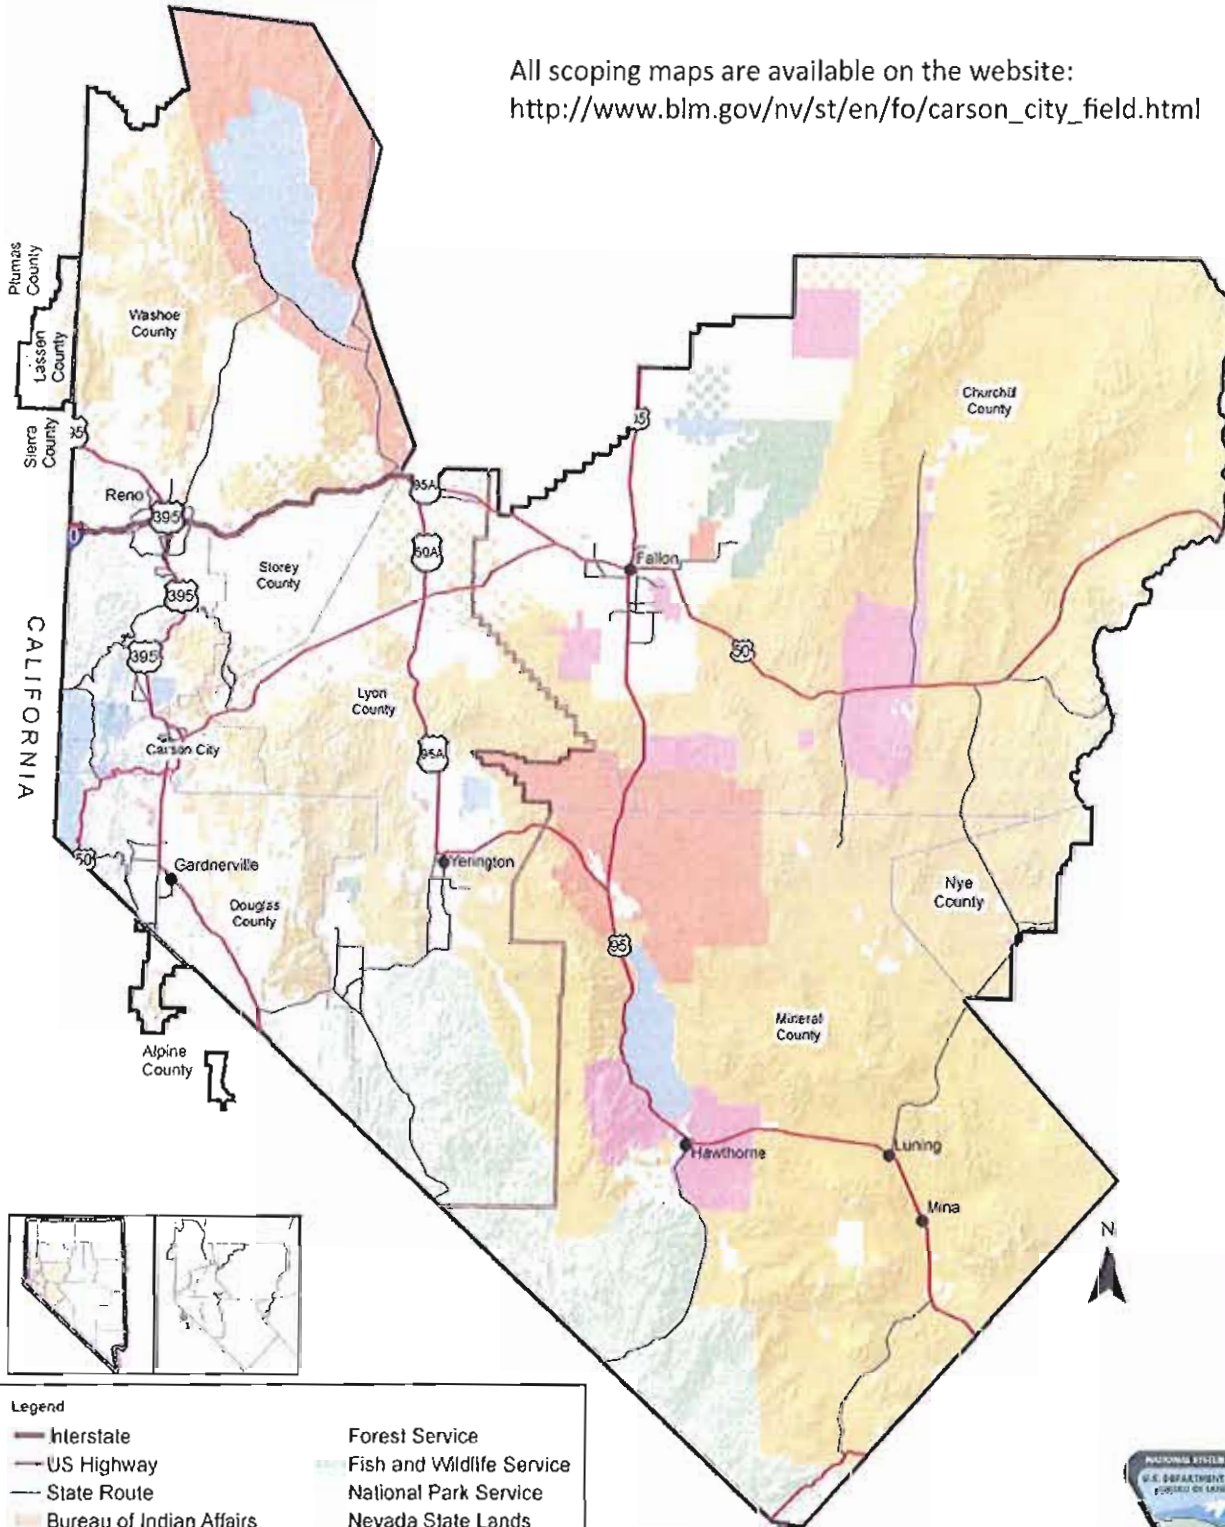 All scoping maps are available on the website:
http://www.blm.gov/nv/st/en/fo/carson_city_field.html
Plumas
County
Lassen
County
Sierra
County
Washoe
County
Churchill
County
Reno
395
95A
50A
Storey
County
Fallon
395
395
50
CALIFORNIA
Lyon
County
Carson City
95A
50
Gardnerville
Yerington
Douglas
County
Nye
County
95
Mineral
County
Alpine
County
Hawthorne
Luning
Mina
N
Legend
Interstate
US Highway
State Route
Bureau of Indian Affairs
Forest Service
Fish and Wildlife Service
National Park Service
Nevada State Lands
NATIONAL SYSTEM
U.S. DEPARTMENT